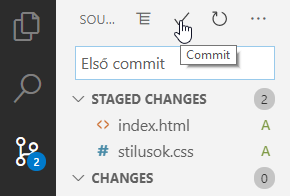 SOU...
Commit
Első commit
STAGED CHANGES 2
<> index.html A
# stilusok.css A
2
CHANGES 0